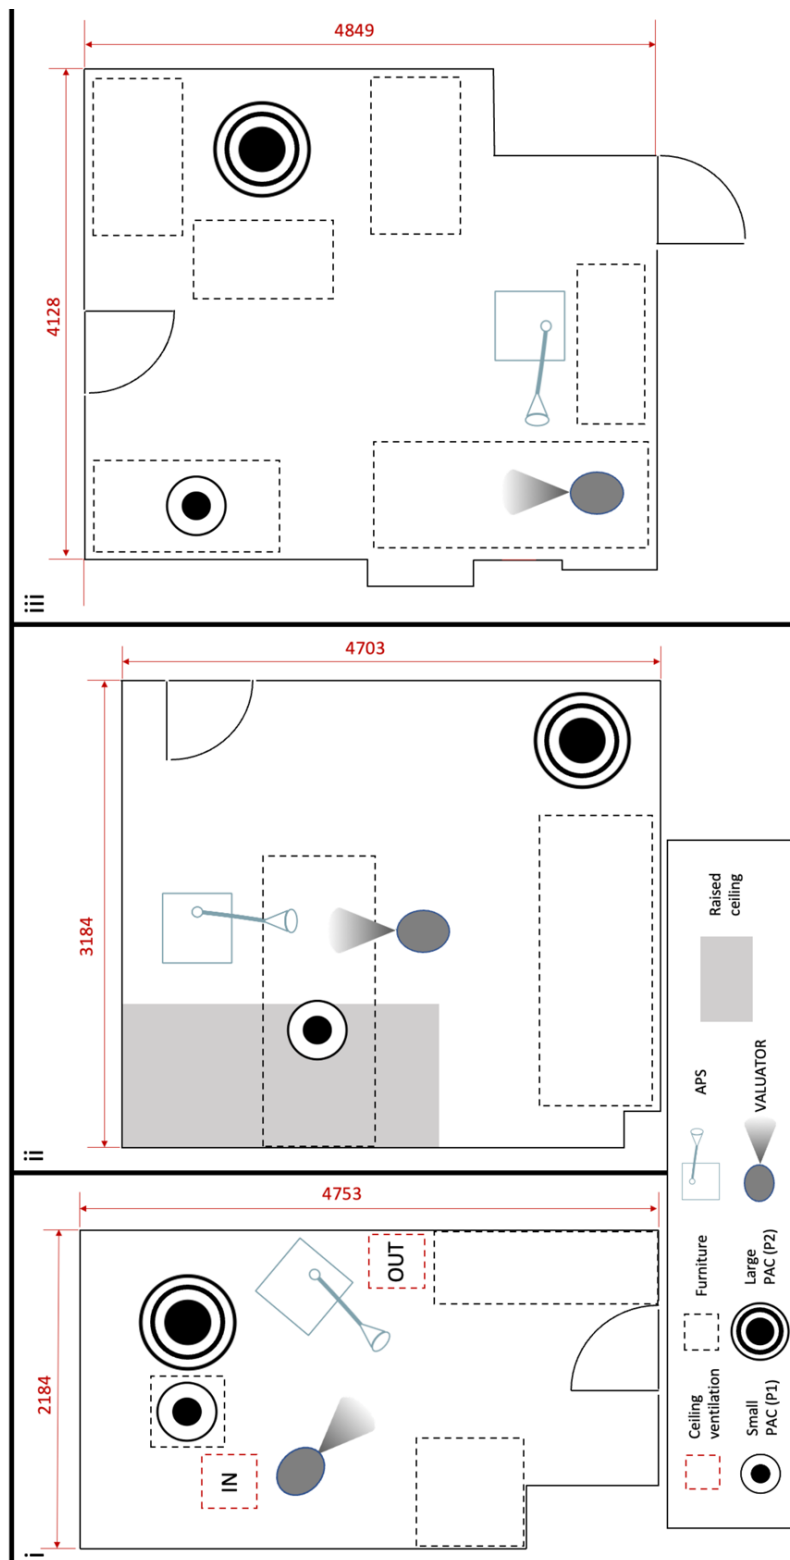 i
2184
4753
IN
OUT
ii
3184
4703
iii
4128
4849
Ceiling
ventilation
Furniture
APS
Raised
ceiling
Small
PAC (P1)
Large
PAC (P2)
VALUATOR